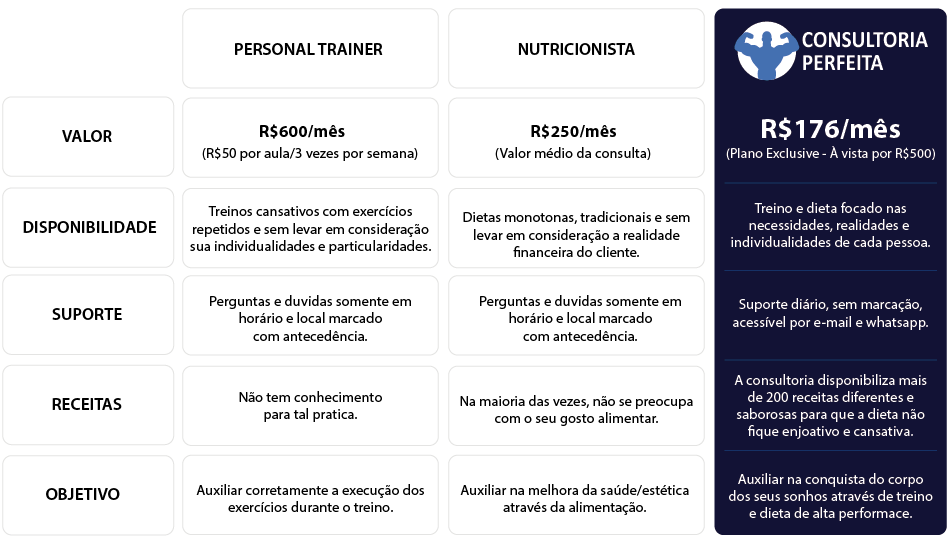 PERSONAL TRAINER
NUTRICIONISTA
CONSULTORIA
PERFEITA
VALOR
R$600/mês
(R$50 por aula/3 vezes por semana)
R$250/mês
(Valor médio da consulta)
R$176/mês
(Plano Exclusive - À vista por R$500)
DISPONIBILIDADE
Treinos cansativos com exercícios
repetidos e sem levar em consideração
sua individualidades e particularidades.
Dietas monotonas, tradicionais e sem
levar em consideração a realidade
financeira do cliente.
Treino e dieta focado nas
necessidades, realidades e
individualidades de cada pessoa.
SUPORTE
Perguntas e duvidas somente em
horário e local marcado
com antecedência.
Perguntas e duvidas somente em
horário e local marcado
com antecedência.
Suporte diário, sem marcação,
acessível por e-mail e whatsapp.
RECEITAS
Não tem conhecimento
para tal pratica.
Na maioria das vezes, não se preocupa
com o seu gosto alimentar.
A consultoria disponibiliza mais
de 200 receitas diferentes e
saborosas para que a dieta não
fique enjoativo e cansativa.
OBJETIVO
Auxiliar corretamente a execução dos
exercícios durante o treino.
Auxiliar na melhora da saúde/estética
através da alimentação.
Auxiliar na conquista do corpo
dos seus sonhos através de treino
e dieta de alta performace.